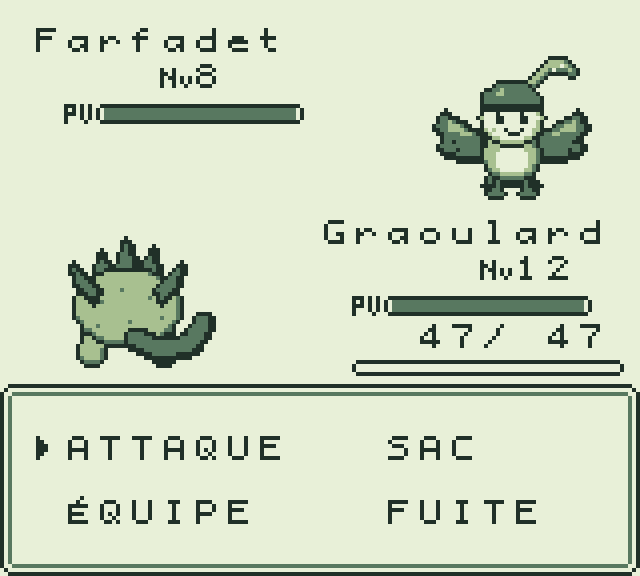 Farfadet
Nv8
PV
Graoulard
Nv12
PV
47/ 47
ATTAQUE SAC
ÉQUIPE FUITE